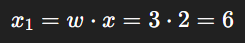 x₁ = w · x = 3 · 2 = 6